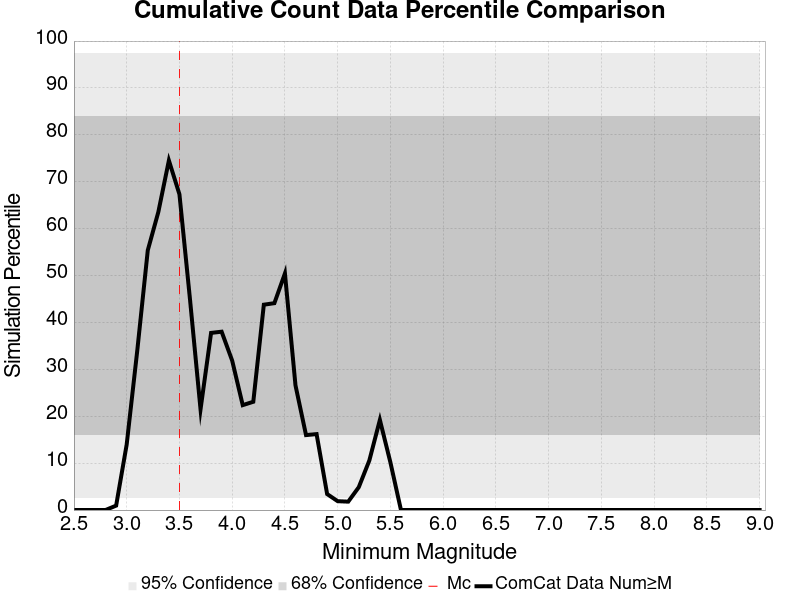 Cumulative Count Data Percentile Comparison
100
90
80
70
60
50
40
30
20
10
0
Simulation Percentile
2.5 3.0 3.5 4.0 4.5 5.0 5.5 6.0 6.5 7.0 7.5 8.0 8.5 9.0
Minimum Magnitude
95% Confidence 68% Confidence Mc ComCat Data Num≥M